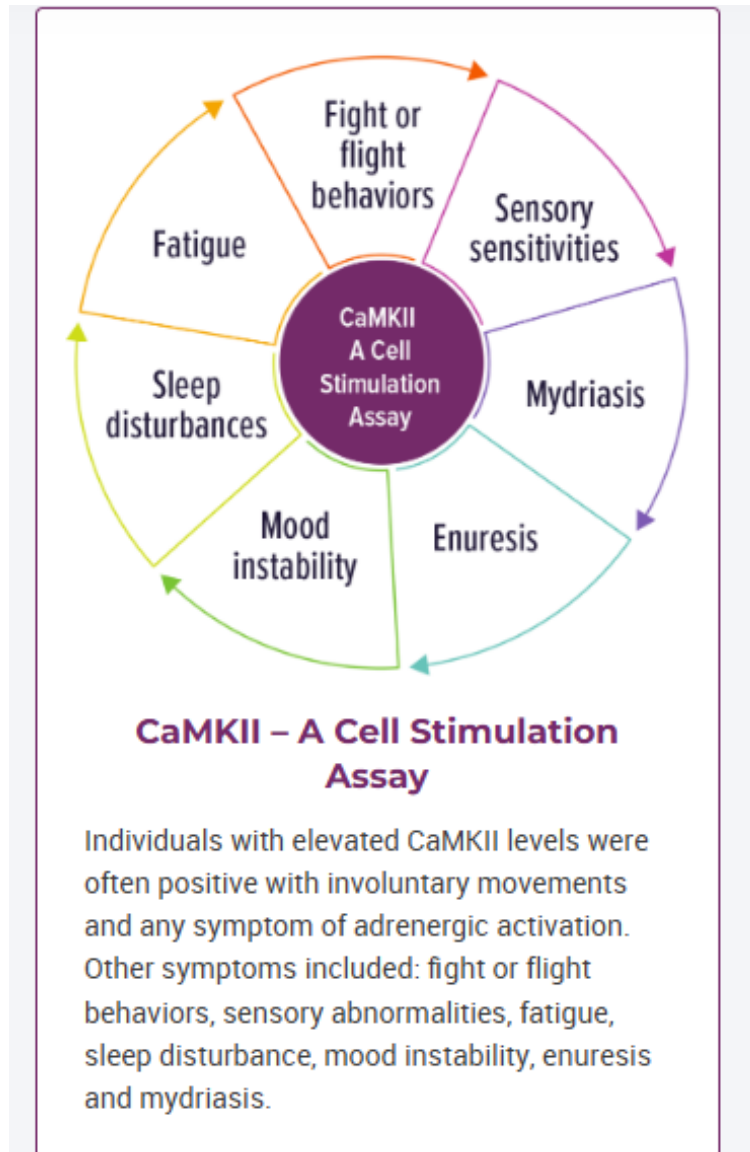 Fight or
flight
behaviors
Sensory
sensitivities
Mydriasis
Enuresis
Mood
instability
Sleep
disturbances
Fatigue
CaMKII
A Cell
Stimulation
Assay
CaMKII – A Cell Stimulation
Assay
Individuals with elevated CaMKII levels were
often positive with involuntary movements
and any symptom of adrenergic activation.
Other symptoms included: fight or flight
behaviors, sensory abnormalities, fatigue,
sleep disturbance, mood instability, enuresis
and mydriasis.